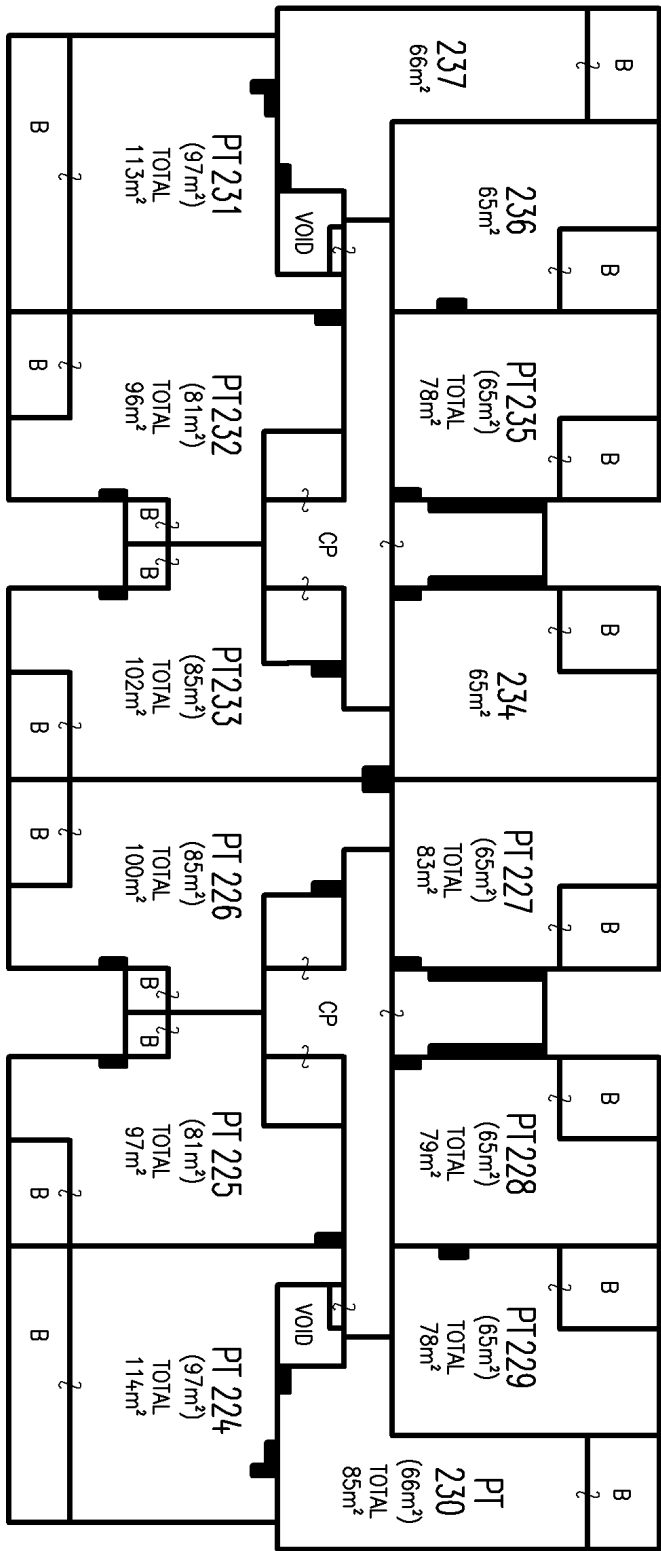 B
237
66m²
B
236
65m²
B
PT235
(65m²)
TOTAL
78m²
B
234
65m²
B
PT 227
(65m²)
TOTAL
83m²
B
PT228
(65m²)
TOTAL
79m²
B
PT229
(65m²)
TOTAL
78m²
B
PT
230
(66m²)
TOTAL
85m²
VOID
CP
CP
VOID
PT231
(97m²)
TOTAL
113m²
B
PT232
(81m²)
TOTAL
96m²
B
B
B
PT233
(85m²)
TOTAL
102m²
B
PT 226
(85m²)
TOTAL
100m²
B
B
B
PT 225
(81m²)
TOTAL
97m²
B
PT 224
(97m²)
TOTAL
114m²
B